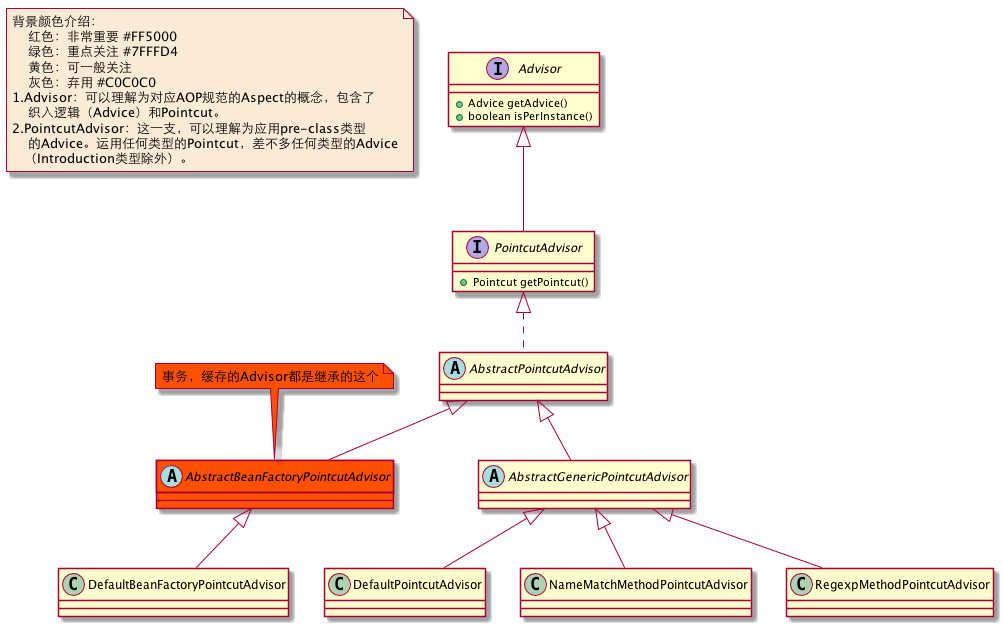 背景颜色介绍：
红色：非常重要 #FF5000
绿色：重点关注 #7FFFD4
黄色：可一般关注
灰色：弃用 #C0C0C0
1.Advisor：可以理解为对应AOP规范的Aspect的概念，包含了
织入逻辑（Advice）和Pointcut。
2.PointcutAdvisor：这一支，可以理解为应用pre-class类型
的Advice。运用任何类型的Pointcut，差不多任何类型的Advice
（Introduction类型除外）。
I Advisor
Advice getAdvice()
boolean isPerInstance()
I PointcutAdvisor
Pointcut getPointcut()
A AbstractPointcutAdvisor
事务，缓存的Advisor都是继承的这个
A AbstractBeanFactoryPointcutAdvisor
A AbstractGenericPointcutAdvisor
C DefaultBeanFactoryPointcutAdvisor
C DefaultPointcutAdvisor
C NameMatchMethodPointcutAdvisor
C RegexpMethodPointcutAdvisor